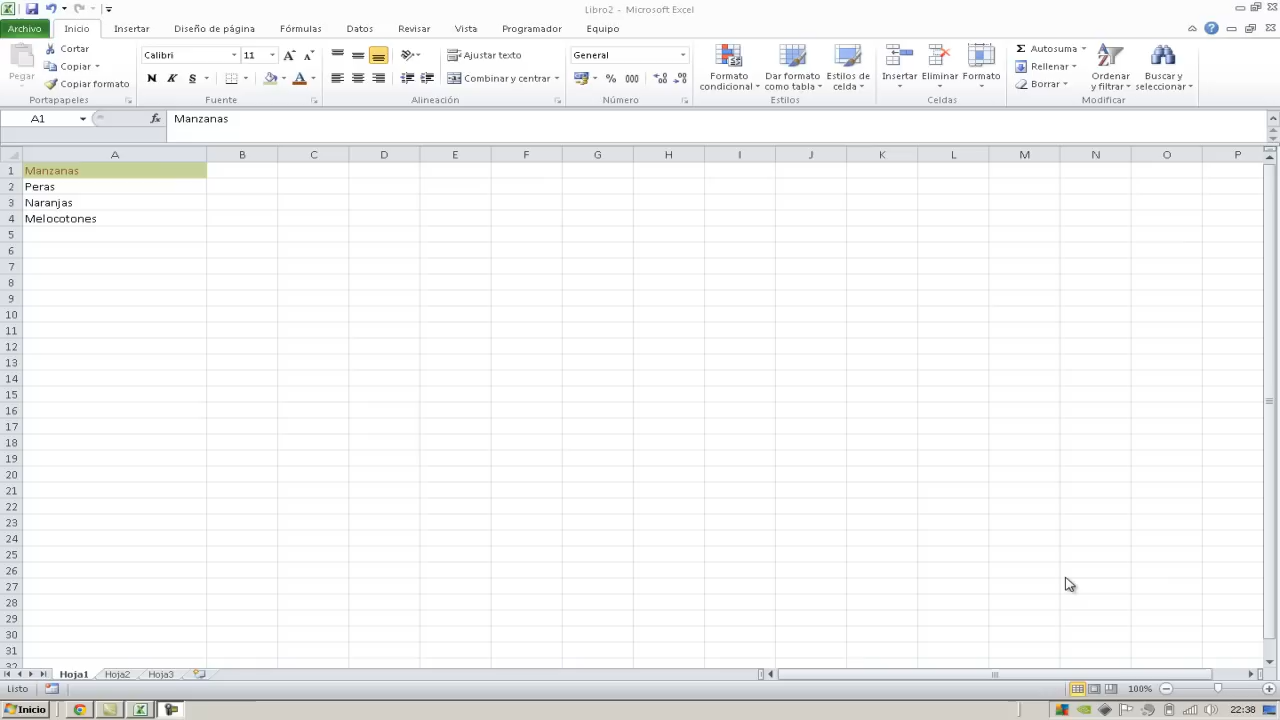 Libro2 - Microsoft Excel
Archivo Inicio Insertar Diseño de página Fórmulas Datos Revisar Vista Programador Equipo
Pegar
Cortar
Copiar
Copiar formato
Portapapeles
Calibri 11
N K S
Fuente
Ajustar texto
Combinar y centrar
Alineación
General
% 000
Número
Formato condicional
Dar formato como tabla
Estilos de celda
Estilos
Insertar Eliminar Formato
Celdas
Σ Autosuma
Rellenar
Borrar
Ordenar y filtrar
Buscar y seleccionar
Modificar
A1 fx Manzanas
A B C D E F G H I J K L M N O P
1 Manzanas
2 Peras
3 Naranjas
4 Melocotones
5
6
7
8
9
10
11
12
13
14
15
16
17
18
19
20
21
22
23
24
25
26
27
28
29
30
31
32
Hoja1 Hoja2 Hoja3
Listo 100%
Inicio 22:38